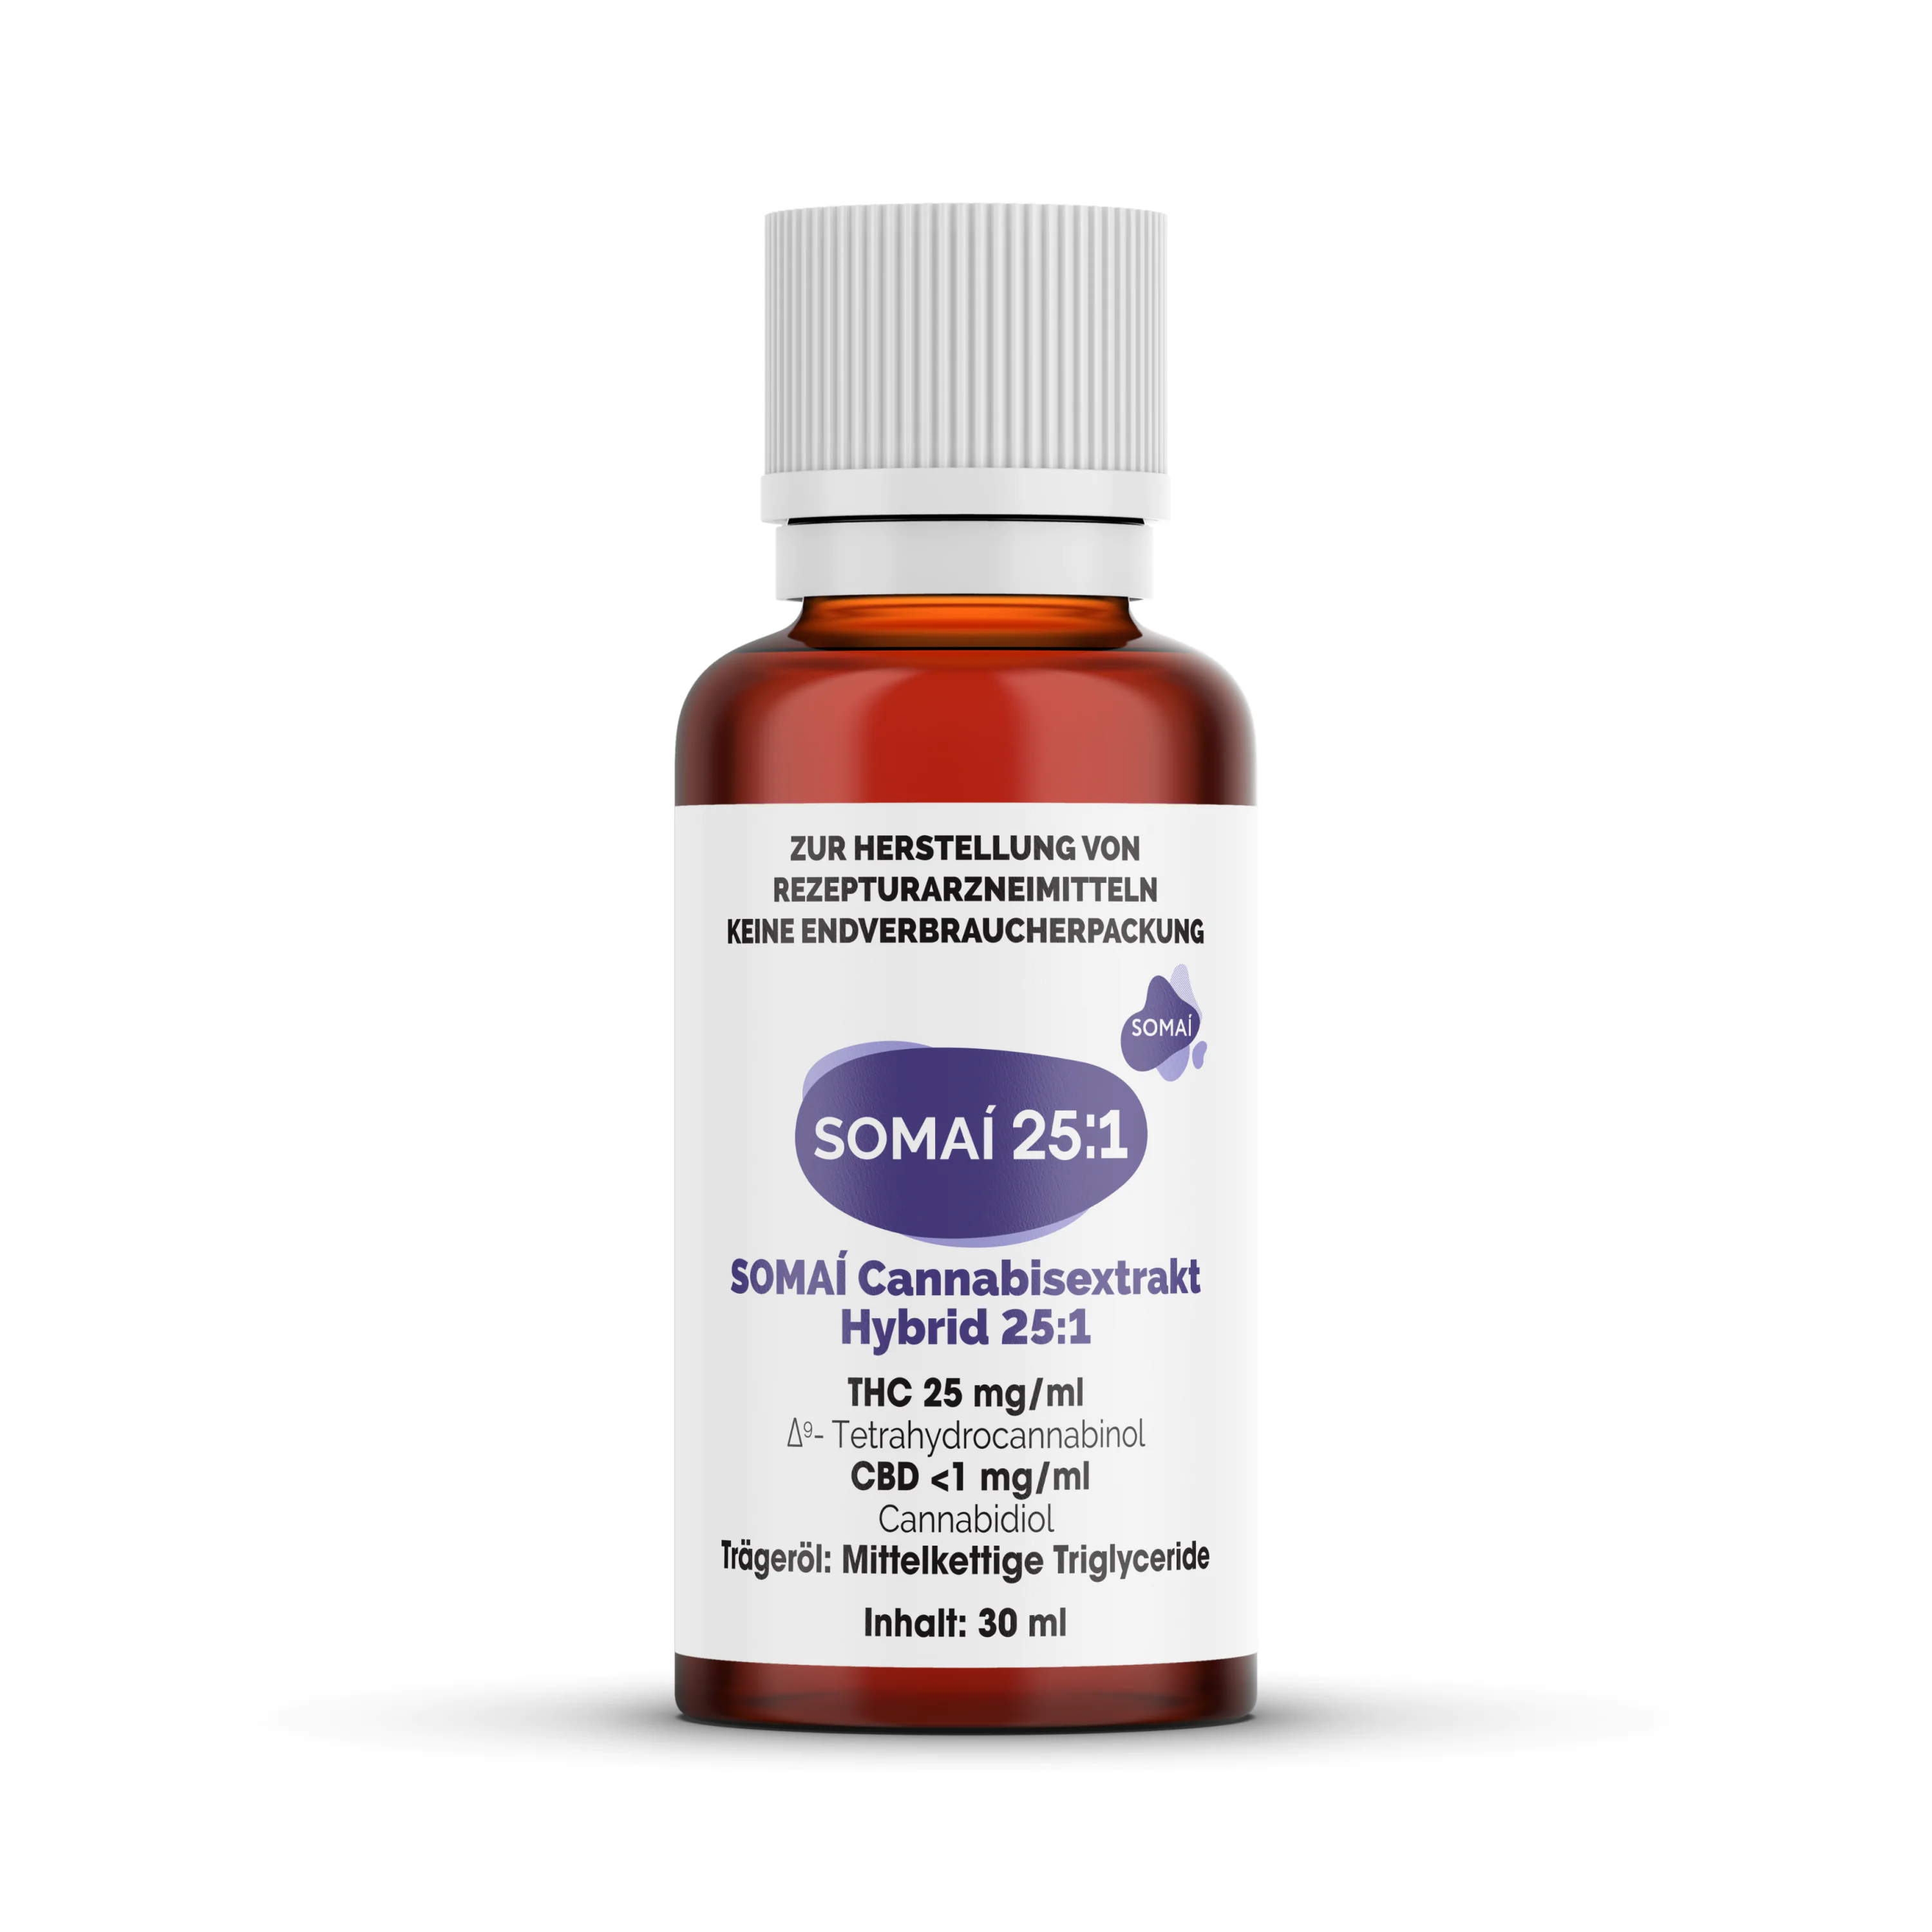 ZUR HERSTELLUNG VON
REZEPTURARZNEIMITTELN
KEINE ENDVERBRAUCHERPACKUNG
SOMAÍ
SOMAÍ 25:1
SOMAÍ Cannabisextrakt
Hybrid 25:1
THC 25 mg/ml
Δ⁹- Tetrahydrocannabinol
CBD <1 mg/ml
Cannabidiol
Trägeröl: Mittelkettige Triglyceride
Inhalt: 30 ml